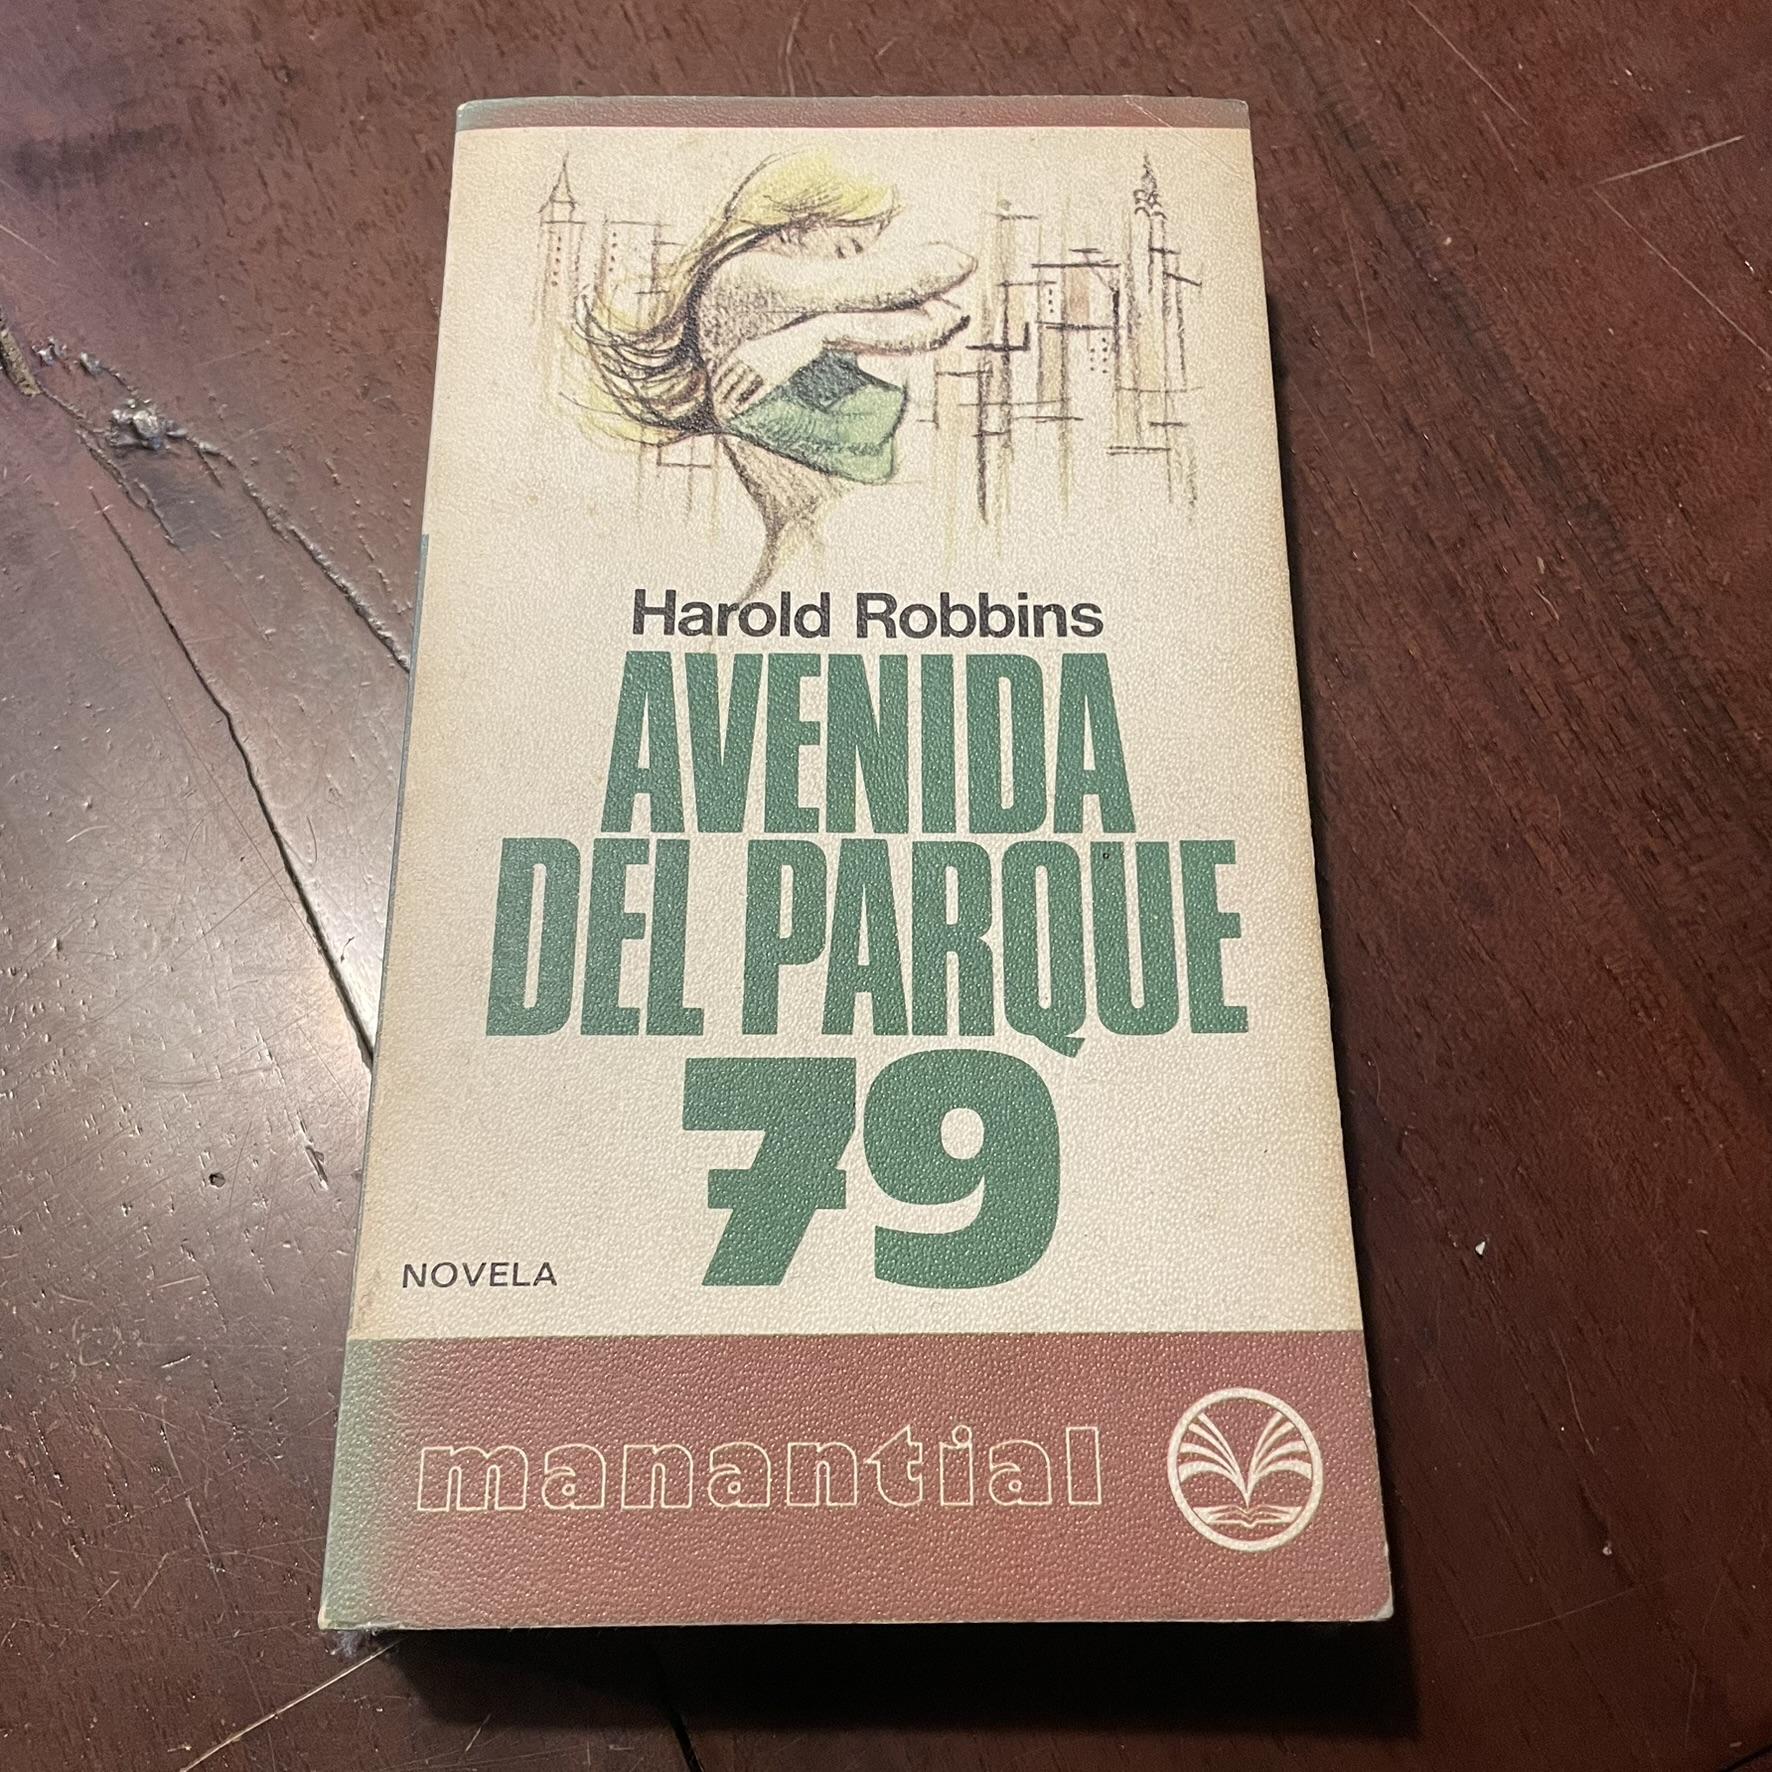 Harold Robbins
AVENIDA
DEL PARQUE
79
NOVELA
manantial